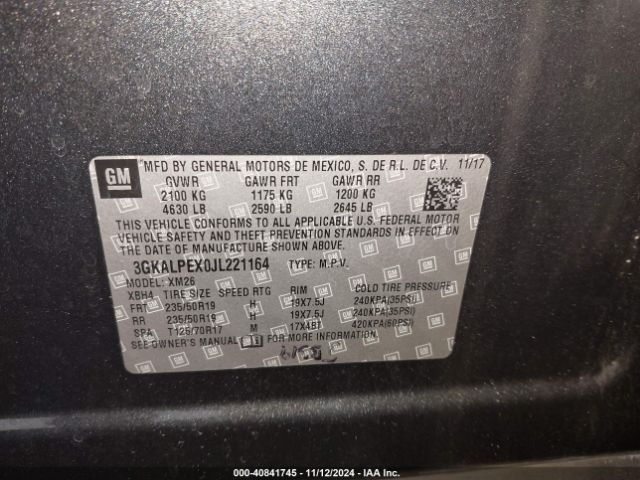 GM
MFD BY GENERAL MOTORS DE MEXICO, S. DE R.L. DE C.V. 11/17
GVWR GAWR FRT GAWR RR
2100 KG 1175 KG 1200 KG
4630 LB 2590 LB 2645 LB
THIS VEHICLE CONFORMS TO ALL APPLICABLE U.S. FEDERAL MOTOR
VEHICLE SAFETY AND THEFT PREVENTION STANDARDS IN EFFECT ON
THE DATE OF MANUFACTURE SHOWN ABOVE.
3GKALPEX0JL221164 TYPE: M.P.V.
MODEL: XM26
XBH4 TIRE SIZE SPEED RTG RIM COLD TIRE PRESSURE
FRT 235/50R19 H 19X7.5J 240KPA(35PSI)
RR 235/50R19 H 19X7.5J 240KPA(35PSI)
SPA T125/70R17 M 17X4BT 420KPA(60PSI)
SEE OWNER'S MANUAL FOR MORE INFORMATION
000-40841745 - 11/12/2024 - IAA Inc.